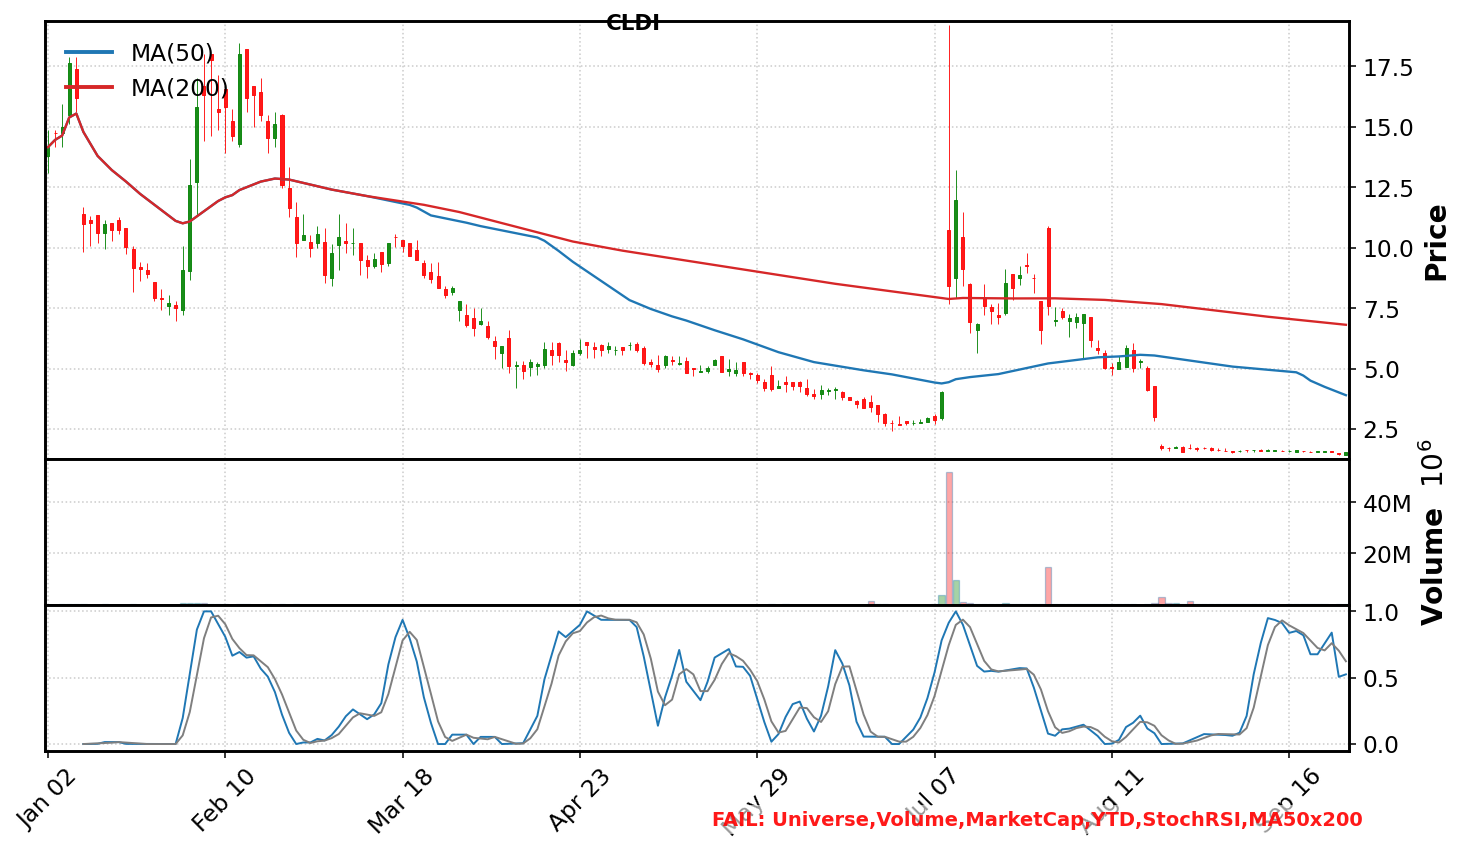 CLDI
MA(50)
MA(200)
17.5
15.0
12.5
10.0
7.5
5.0
2.5
Price
10⁶
40M
20M
Volume
1.0
0.5
0.0
Jan 02
Feb 10
Mar 18
Apr 23
May 29
Jul 07
Aug 11
Sep 16
FAIL: Universe,Volume,MarketCap,YTD,StochRSI,MA50x200